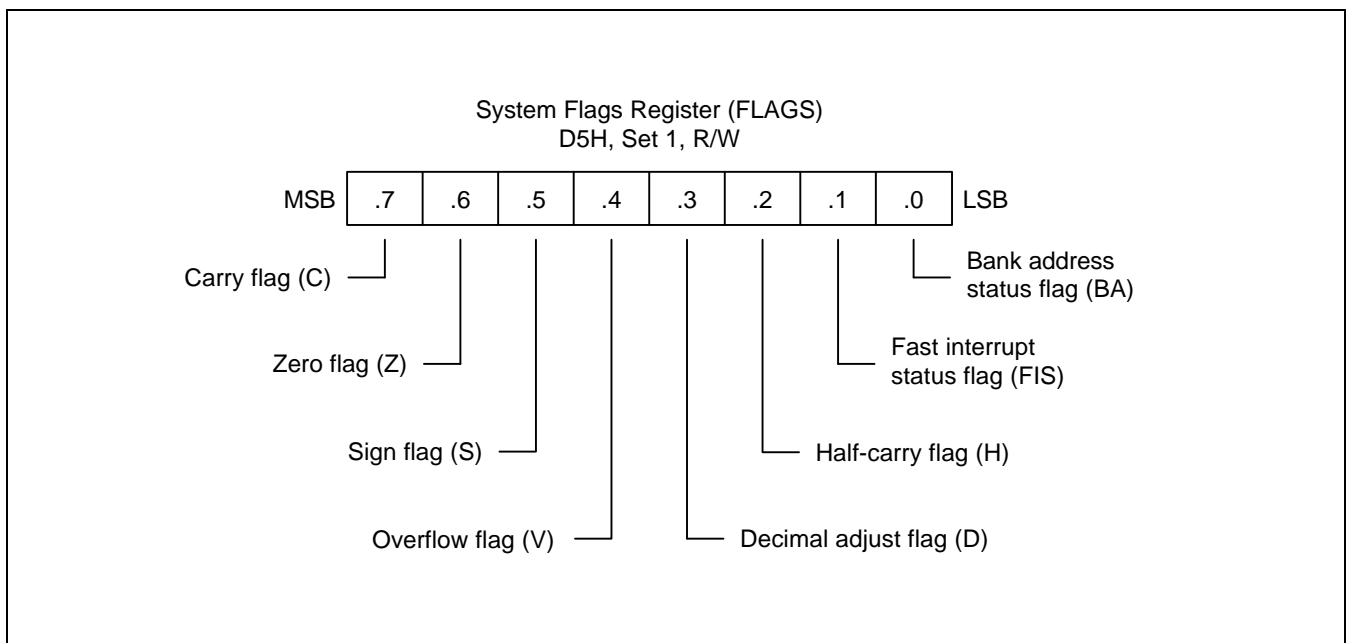 System Flags Register (FLAGS)
D5H, Set 1, R/W
MSB .7 .6 .5 .4 .3 .2 .1 .0 LSB
Carry flag (C)
Bank address
status flag (BA)
Zero flag (Z)
Fast interrupt
status flag (FIS)
Sign flag (S)
Half-carry flag (H)
Overflow flag (V)
Decimal adjust flag (D)